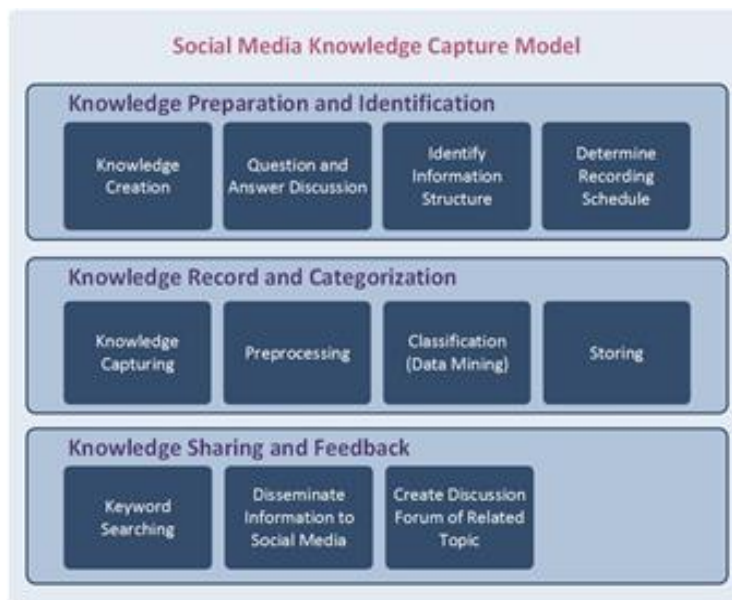 Social Media Knowledge Capture Model
Knowledge Preparation and Identification
Knowledge
Creation
Question and
Answer Discussion
Identify
Information
Structure
Determine
Recording
Schedule
Knowledge Record and Categorization
Knowledge
Capturing
Preprocessing
Classification
(Data Mining)
Storing
Knowledge Sharing and Feedback
Keyword
Searching
Disseminate
Information to
Social Media
Create Discussion
Forum of Related
Topic